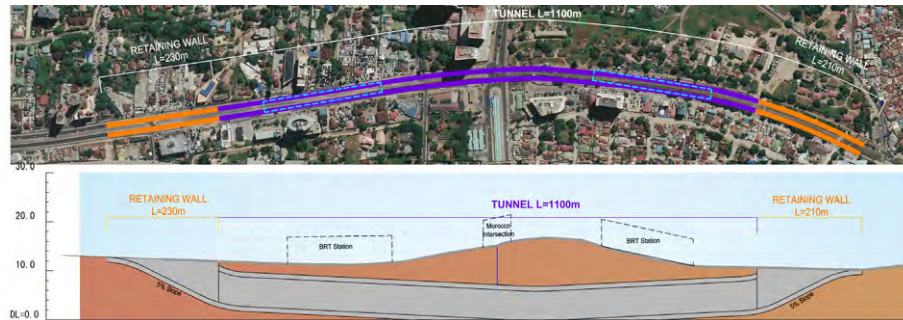 TUNNEL L=1100m
RETAINING WALL
L=230m
RETAINING WALL
L=210m
30.0
20.0
10.0
DL=0.0
RETAINING WALL
L=230m
TUNNEL L=1100m
RETAINING WALL
L=210m
BRT Station
Morocco
Intersection
BRT Station
5% Slope
5% Slope